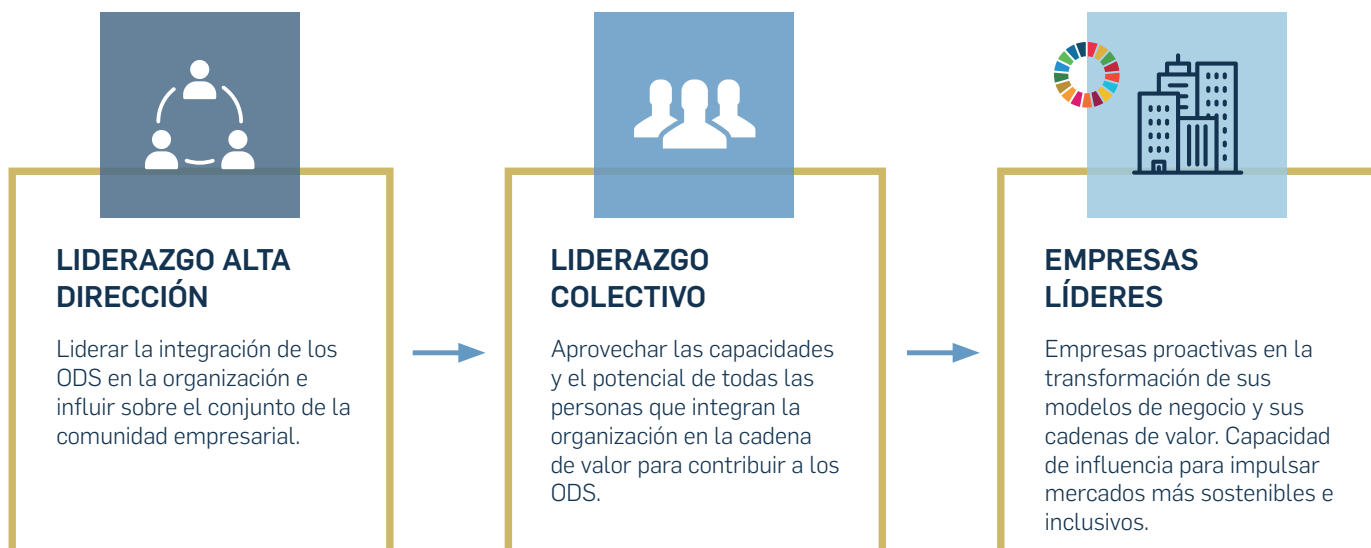 LIDERAZGO ALTA
DIRECCIÓN
Liderar la integración de los
ODS en la organización e
influir sobre el conjunto de la
comunidad empresarial.
LIDERAZGO
COLECTIVO
Aprovechar las capacidades
y el potencial de todas las
personas que integran la
organización en la cadena
de valor para contribuir a los
ODS.
EMPRESAS
LÍDERES
Empresas proactivas en la
transformación de sus
modelos de negocio y sus
cadenas de valor. Capacidad
de influencia para impulsar
mercados más sostenibles e
inclusivos.